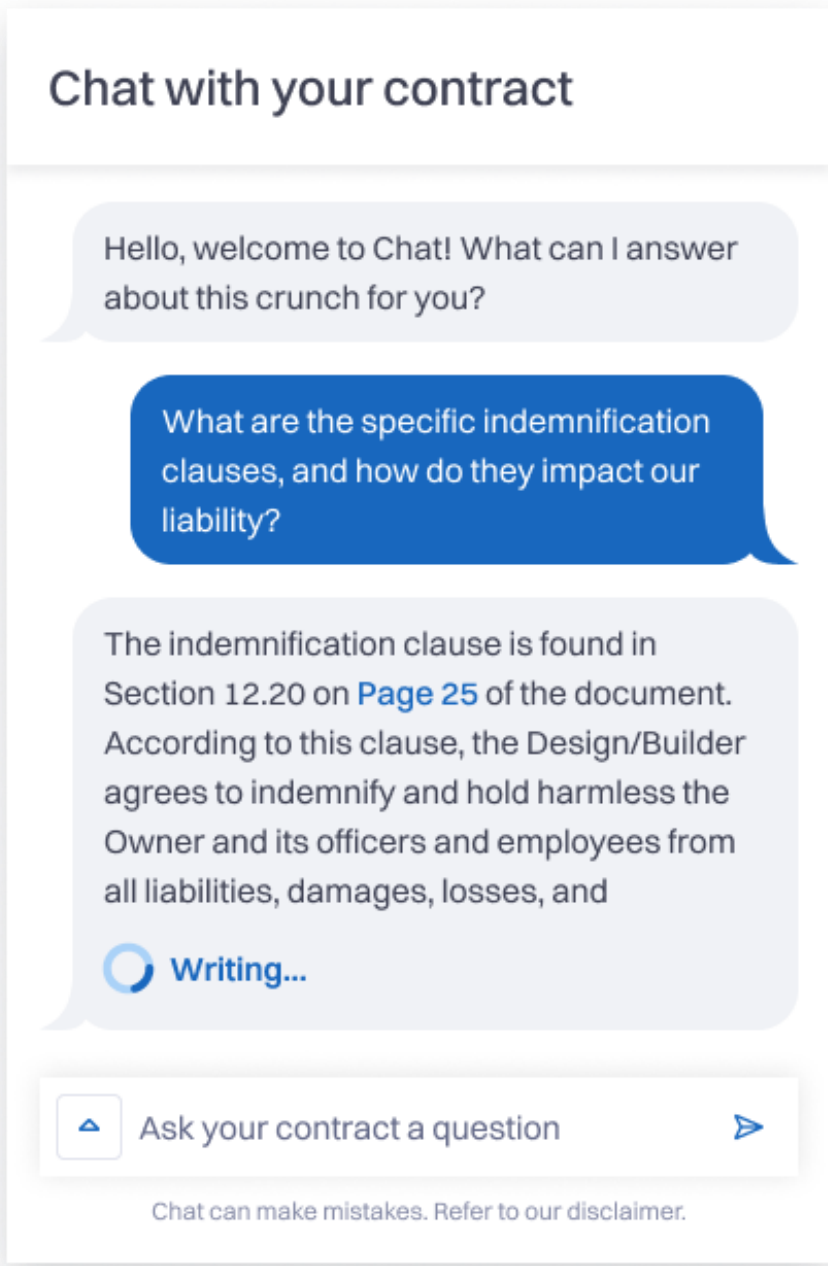 Chat with your contract
Hello, welcome to Chat! What can I answer
about this crunch for you?
What are the specific indemnification
clauses, and how do they impact our
liability?
The indemnification clause is found in
Section 12.20 on Page 25 of the document.
According to this clause, the Design/Builder
agrees to indemnify and hold harmless the
Owner and its officers and employees from
all liabilities, damages, losses, and
Writing...
Ask your contract a question
Chat can make mistakes. Refer to our disclaimer.